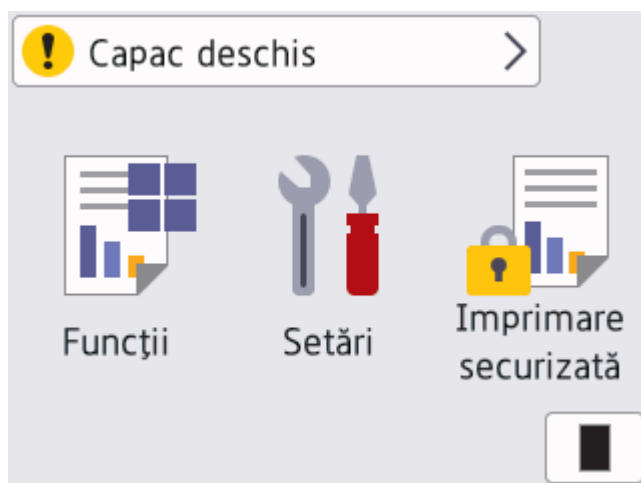 Capac deschis
Funcţii
Setări
Imprimare
securizată